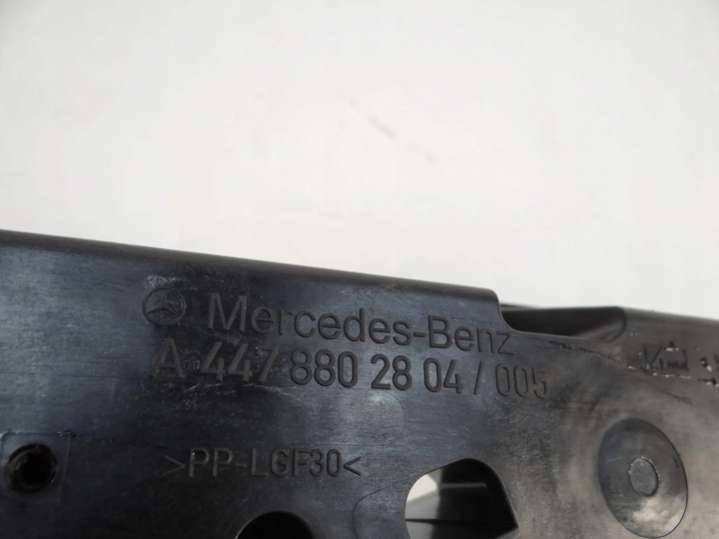 Mercedes-Benz
A 447 880 28 04 / 005
>PP-LGF30<